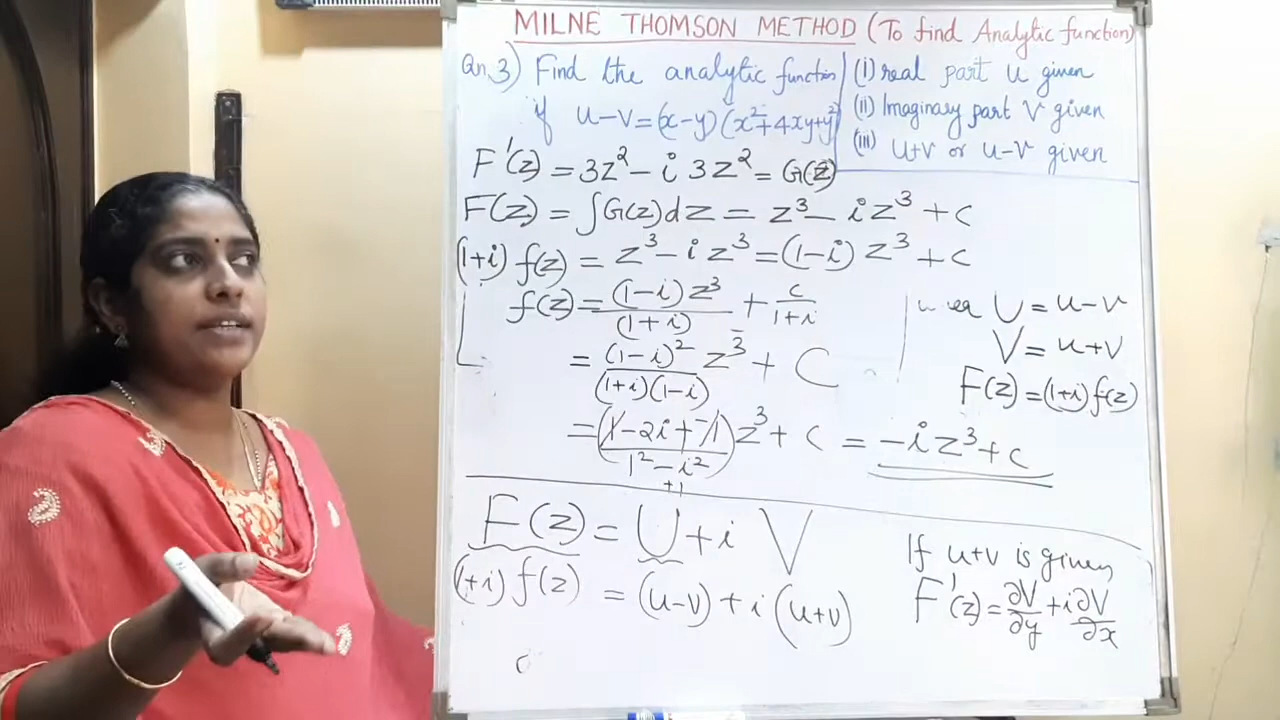 MILNE THOMSON METHOD (To find Analytic function)
Qn.3) Find the analytic function
if u-v=(x-y)(x²+4xy+y²)
(i) real part u given
(ii) Imaginary part V given
(iii) U+V or u-v given
F'(z) = 3z² - i 3z² = G(z)
F(z) = ∫G(z)dz = z³ - iz³ + c
(1+i) f(z) = z³ - i z³ = (1-i) z³ + c
f(z) = (1-i)z³/(1+i) + c/(1+i)
= (1-i)²/((1+i)(1-i)) z³ + C
= (1-2i+-1)/(1²-i²) z³ + c = -iz³+c
+1
U = u-v
V = u+v
F(z) = (1+i)f(z)
F(z) = U + i V
(1+i) f(z) = (u-v) + i (u+v)
If u+v is given
F'(z) = ∂V/∂y + i ∂V/∂x